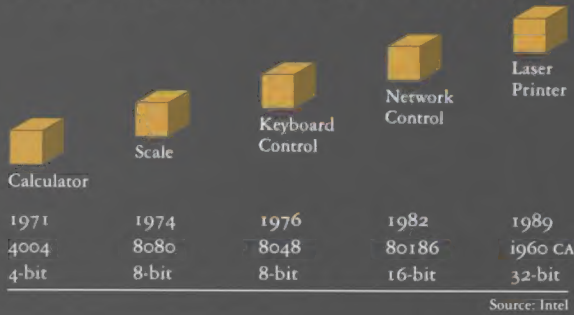 Laser
Printer
Network
Control
Keyboard
Control
Scale
Calculator
1971 1974 1976 1982 1989
4004 8080 8048 80186 i960 CA
4-bit 8-bit 8-bit 16-bit 32-bit
Source: Intel